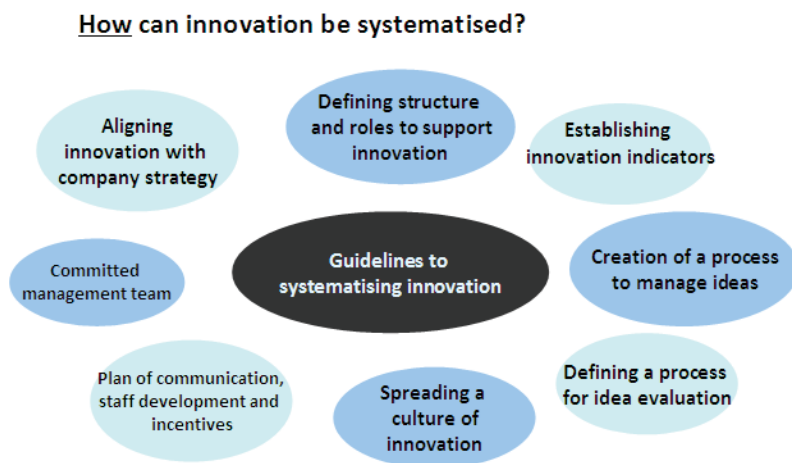 How can innovation be systematised?
Defining structure
and roles to support
innovation
Aligning
innovation with
company strategy
Establishing
innovation indicators
Guidelines to
systematising innovation
Committed
management team
Creation of a process
to manage ideas
Plan of communication,
staff development and
incentives
Spreading a
culture of
innovation
Defining a process
for idea evaluation